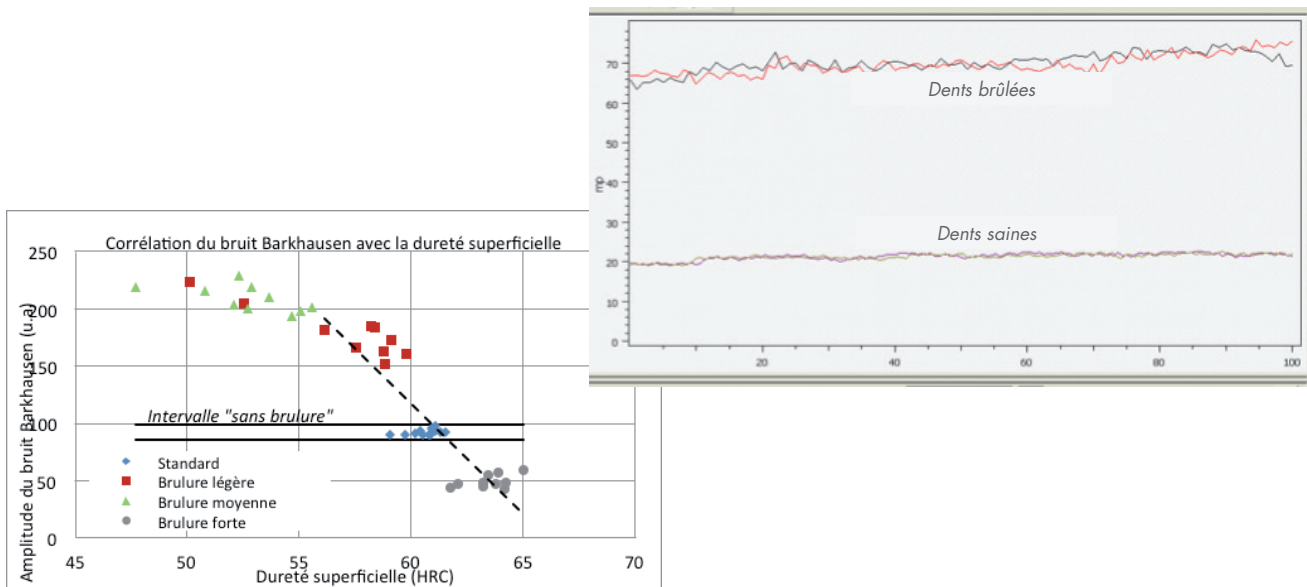 70
60
50
40
30
20
10
0
mp
Dents brûlées
Dents saines
20
40
60
80
100
Corrélation du bruit Barkhausen avec la dureté superficielle
Amplitude du bruit Barkhausen (u.a)
250
200
150
100
50
0
Intervalle "sans brulure"
Standard
Brulure légère
Brulure moyenne
Brulure forte
45
50
55
60
65
70
Dureté superficielle (HRC)